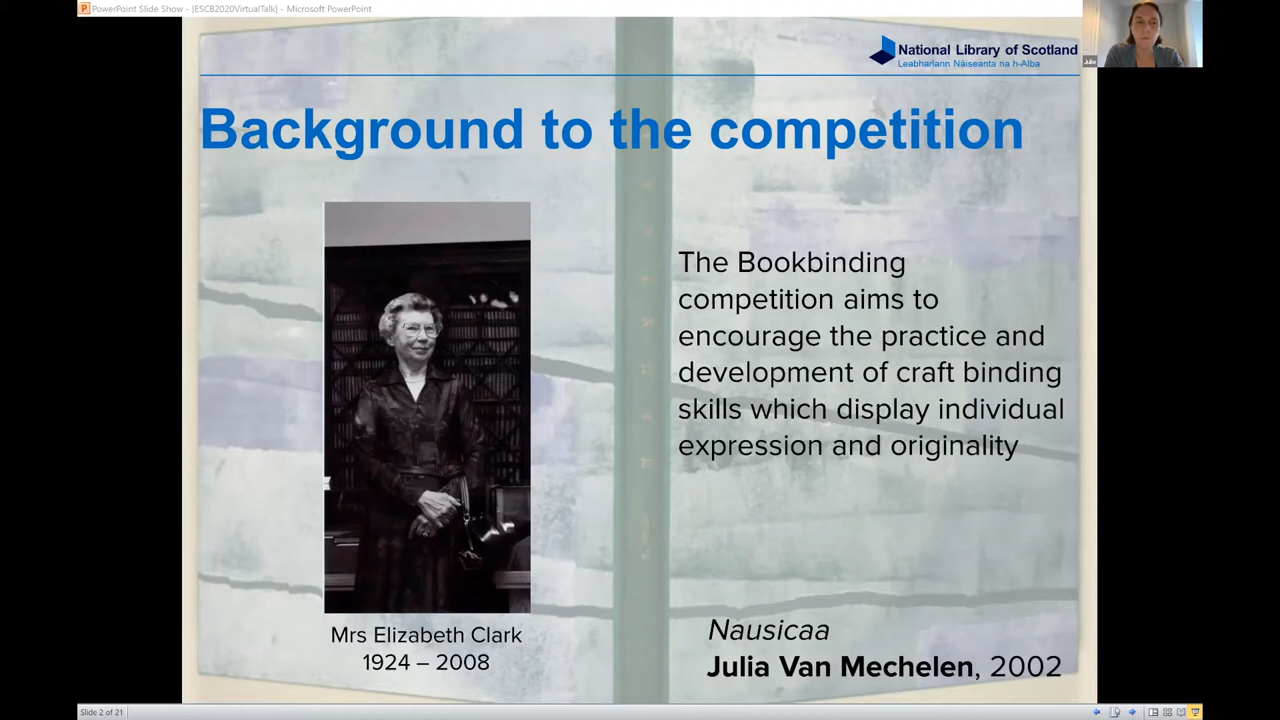 PowerPoint Slide Show - [ESCB2020VirtualTalk] - Microsoft PowerPoint
National Library of Scotland
Leabharlann Nàiseanta na h-Alba
Julie
Background to the competition
The Bookbinding
competition aims to
encourage the practice and
development of craft binding
skills which display individual
expression and originality
Mrs Elizabeth Clark
1924 – 2008
Nausicaa
Julia Van Mechelen, 2002
Slide 2 of 21